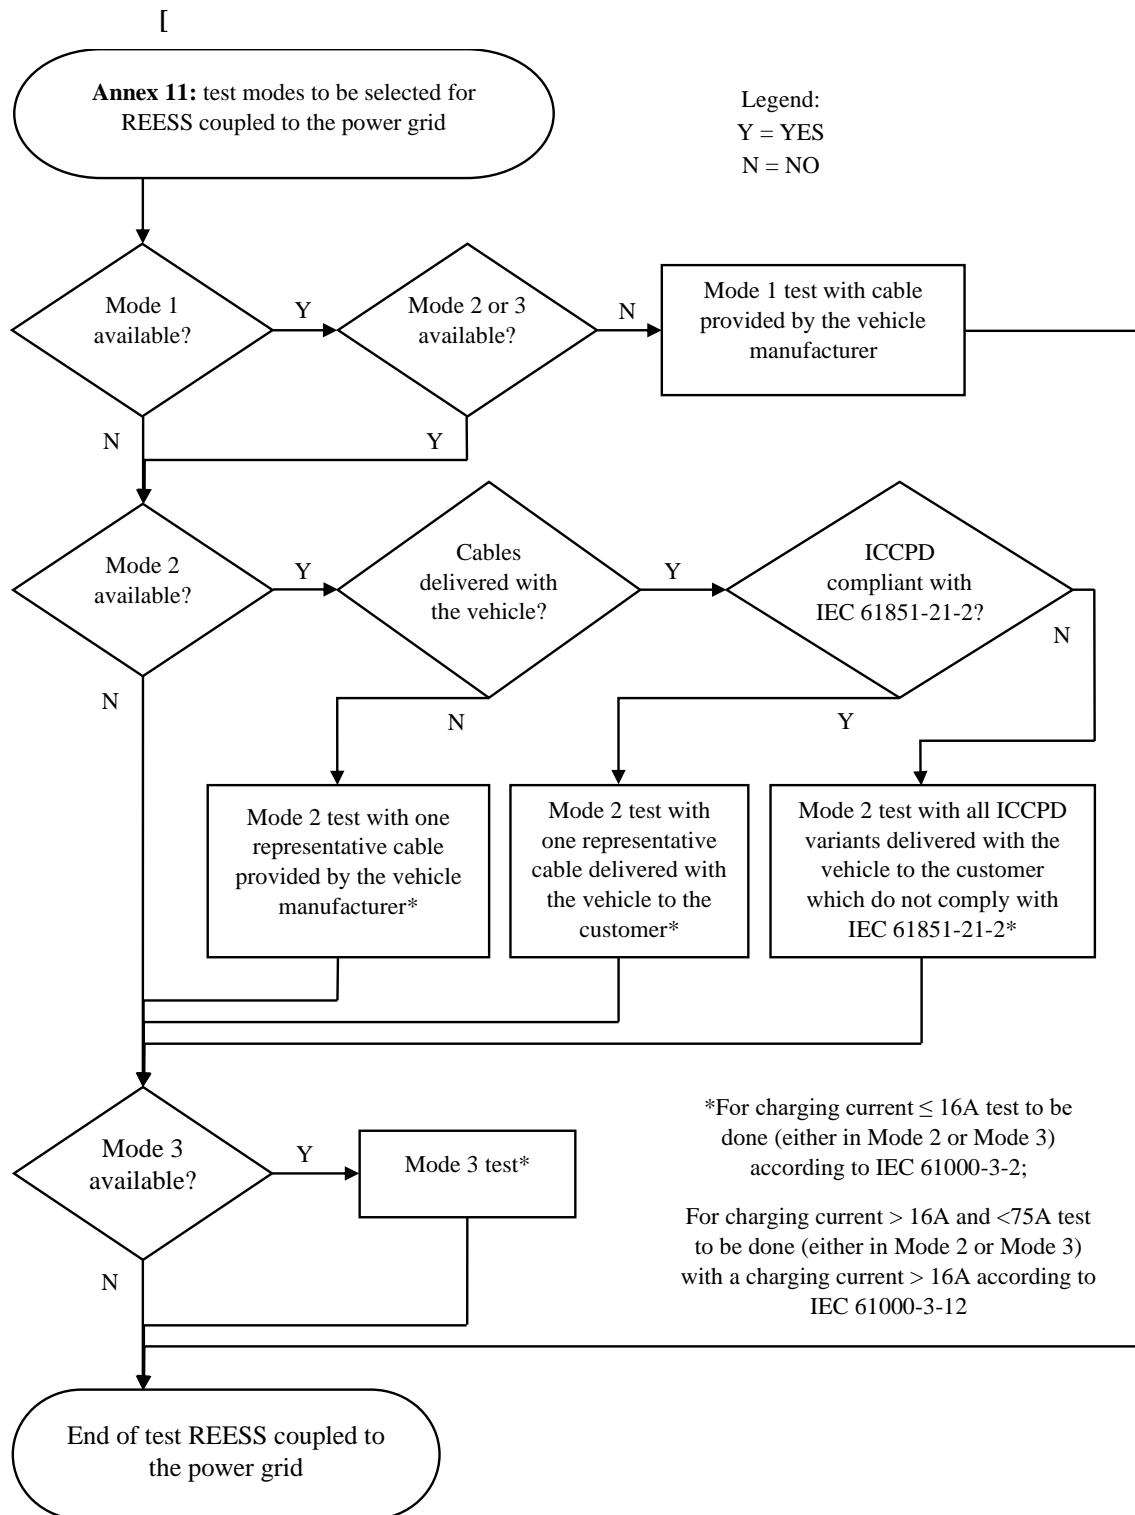 [
Annex 11: test modes to be selected for
REESS coupled to the power grid
Legend:
Y = YES
N = NO
Mode 1
available?
Y
Mode 2 or 3
available?
N
Mode 1 test with cable
provided by the vehicle
manufacturer
N
Y
Mode 2
available?
Y
Cables
delivered with
the vehicle?
Y
ICCPD
compliant with
IEC 61851-21-2?
N
N
N
Y
Mode 2 test with one
representative cable
provided by the vehicle
manufacturer*
Mode 2 test with
one representative
cable delivered with
the vehicle to the
customer*
Mode 2 test with all ICCPD
variants delivered with the
vehicle to the customer
which do not comply with
IEC 61851-21-2*
Mode 3
available?
Y
Mode 3 test*
N
*For charging current ≤ 16A test to be
done (either in Mode 2 or Mode 3)
according to IEC 61000-3-2;
For charging current > 16A and <75A test
to be done (either in Mode 2 or Mode 3)
with a charging current > 16A according to
IEC 61000-3-12
End of test REESS coupled to
the power grid